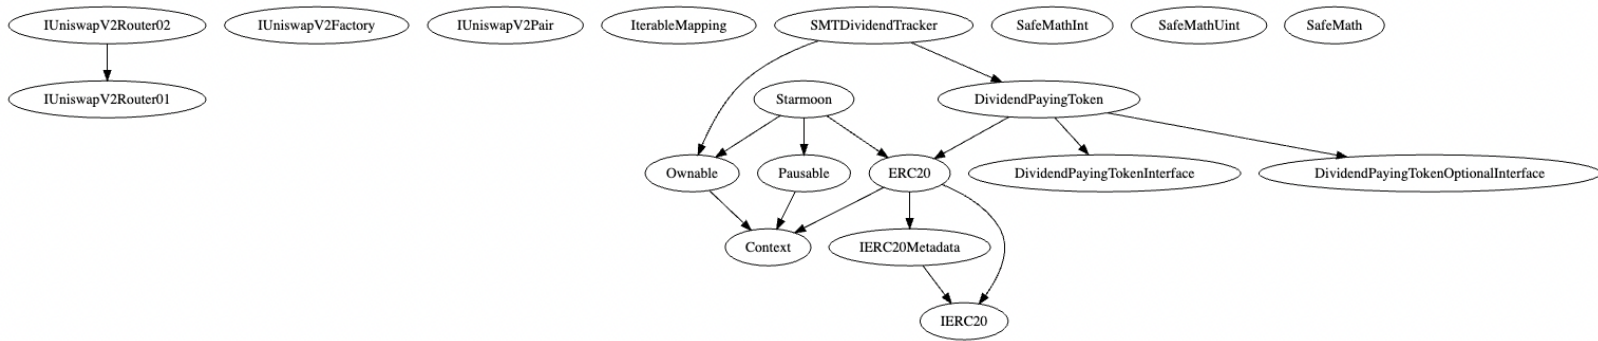 IUniswapV2Router02
IUniswapV2Factory
IUniswapV2Pair
IterableMapping
SMTDividendTracker
SafeMathInt
SafeMathUint
SafeMath
IUniswapV2Router01
Starmoon
DividendPayingToken
Ownable
Pausable
ERC20
DividendPayingTokenInterface
DividendPayingTokenOptionalInterface
Context
IERC20Metadata
IERC20